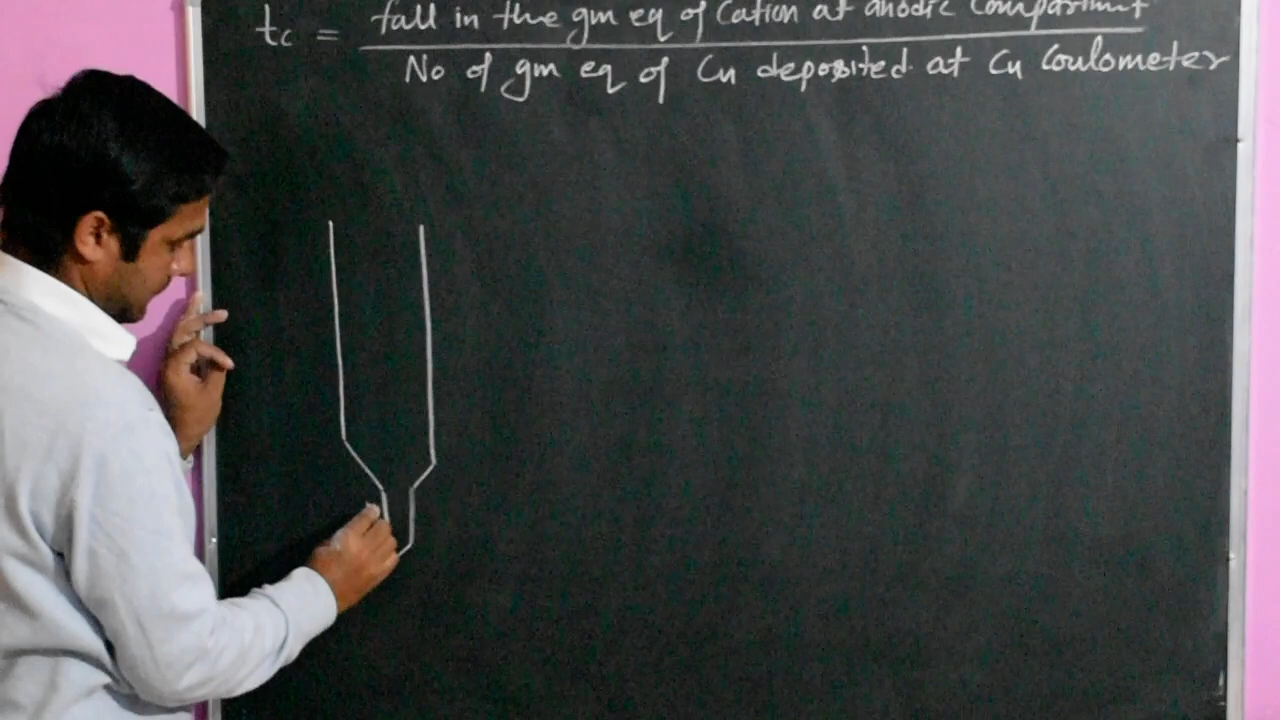 tc = fall in the gm eq of Cation at anodic Compartment
No of gm eq of Cu deposited at Cu Coulometer